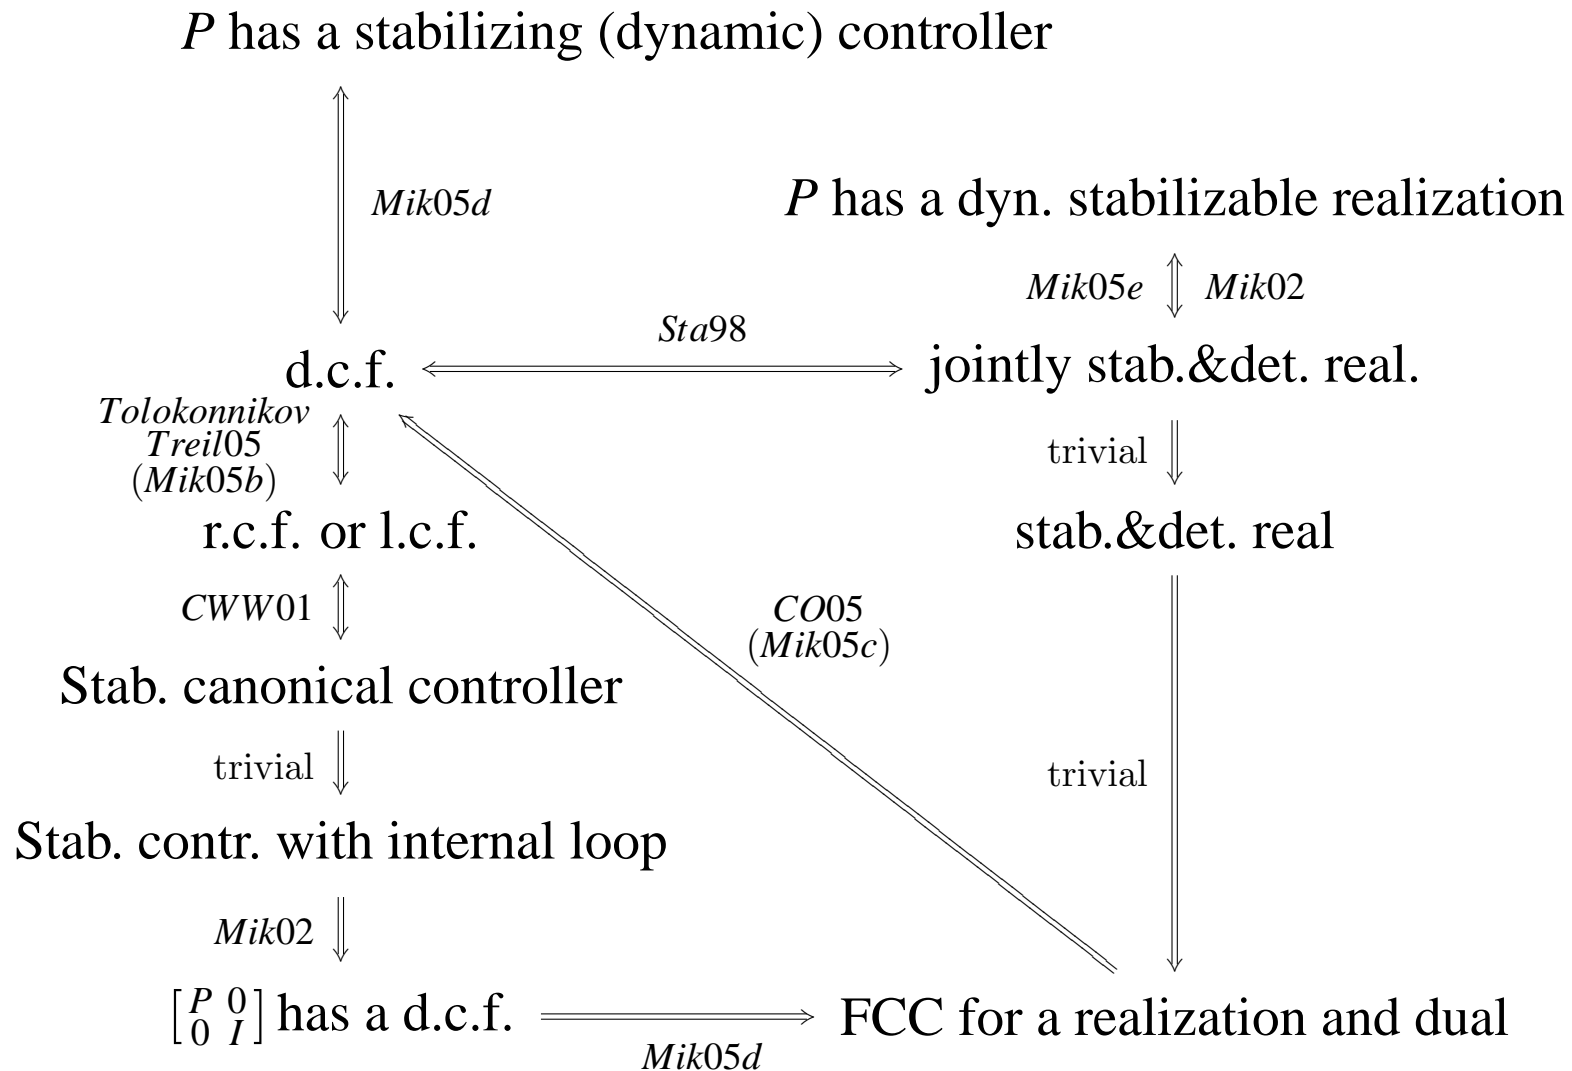 P has a stabilizing (dynamic) controller
Mik05d
P has a dyn. stabilizable realization
Mik05e Mik02
Sta98
d.c.f.
jointly stab.&det. real.
Tolokonnikov
Treil05
(Mik05b)
trivial
r.c.f. or l.c.f.
stab.&det. real
CWW01
CO05
(Mik05c)
Stab. canonical controller
trivial
trivial
Stab. contr. with internal loop
Mik02
[P 0
0 I] has a d.c.f.
FCC for a realization and dual
Mik05d